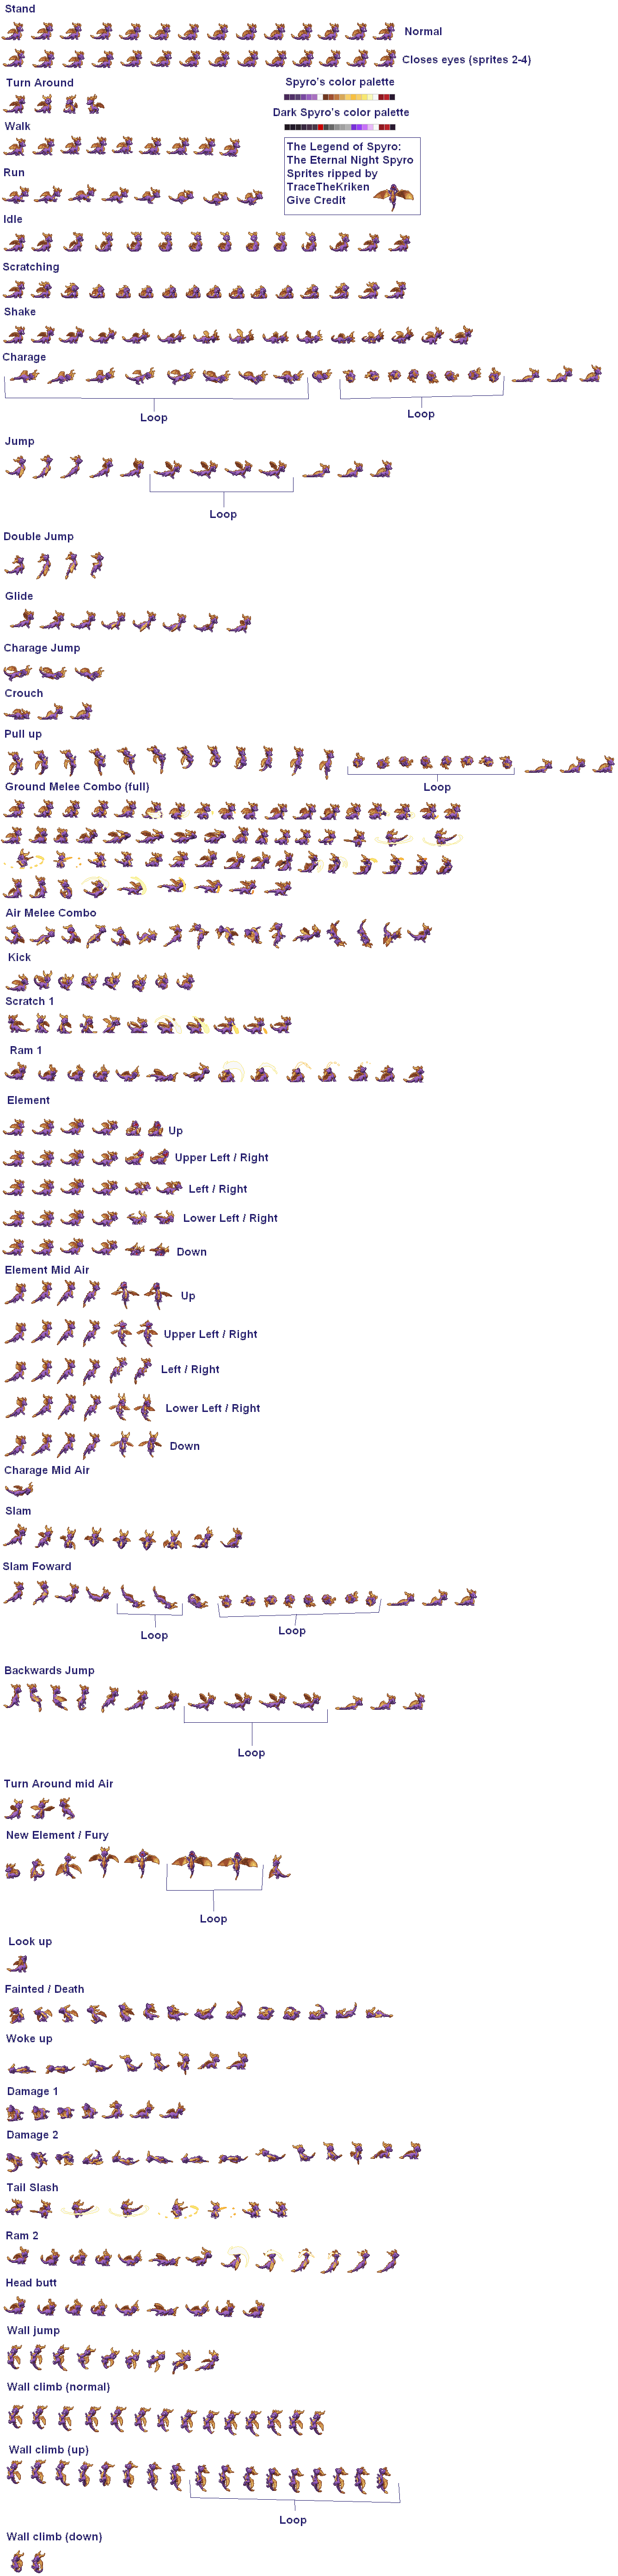 Stand
Normal
Closes eyes (sprites 2-4)
Turn Around
Spyro's color palette
Dark Spyro's color palette
Walk
The Legend of Spyro:
The Eternal Night Spyro
Sprites ripped by
TraceTheKriken
Give Credit
Run
Idle
Scratching
Shake
Charage
Loop
Loop
Jump
Loop
Double Jump
Glide
Charage Jump
Crouch
Pull up
Loop
Ground Melee Combo (full)
Air Melee Combo
Kick
Scratch 1
Ram 1
Element
Up
Upper Left / Right
Left / Right
Lower Left / Right
Down
Element Mid Air
Up
Upper Left / Right
Left / Right
Lower Left / Right
Down
Charage Mid Air
Slam
Slam Foward
Loop
Loop
Backwards Jump
Loop
Turn Around mid Air
New Element / Fury
Loop
Look up
Fainted / Death
Woke up
Damage 1
Damage 2
Tail Slash
Ram 2
Head butt
Wall jump
Wall climb (normal)
Wall climb (up)
Loop
Wall climb (down)